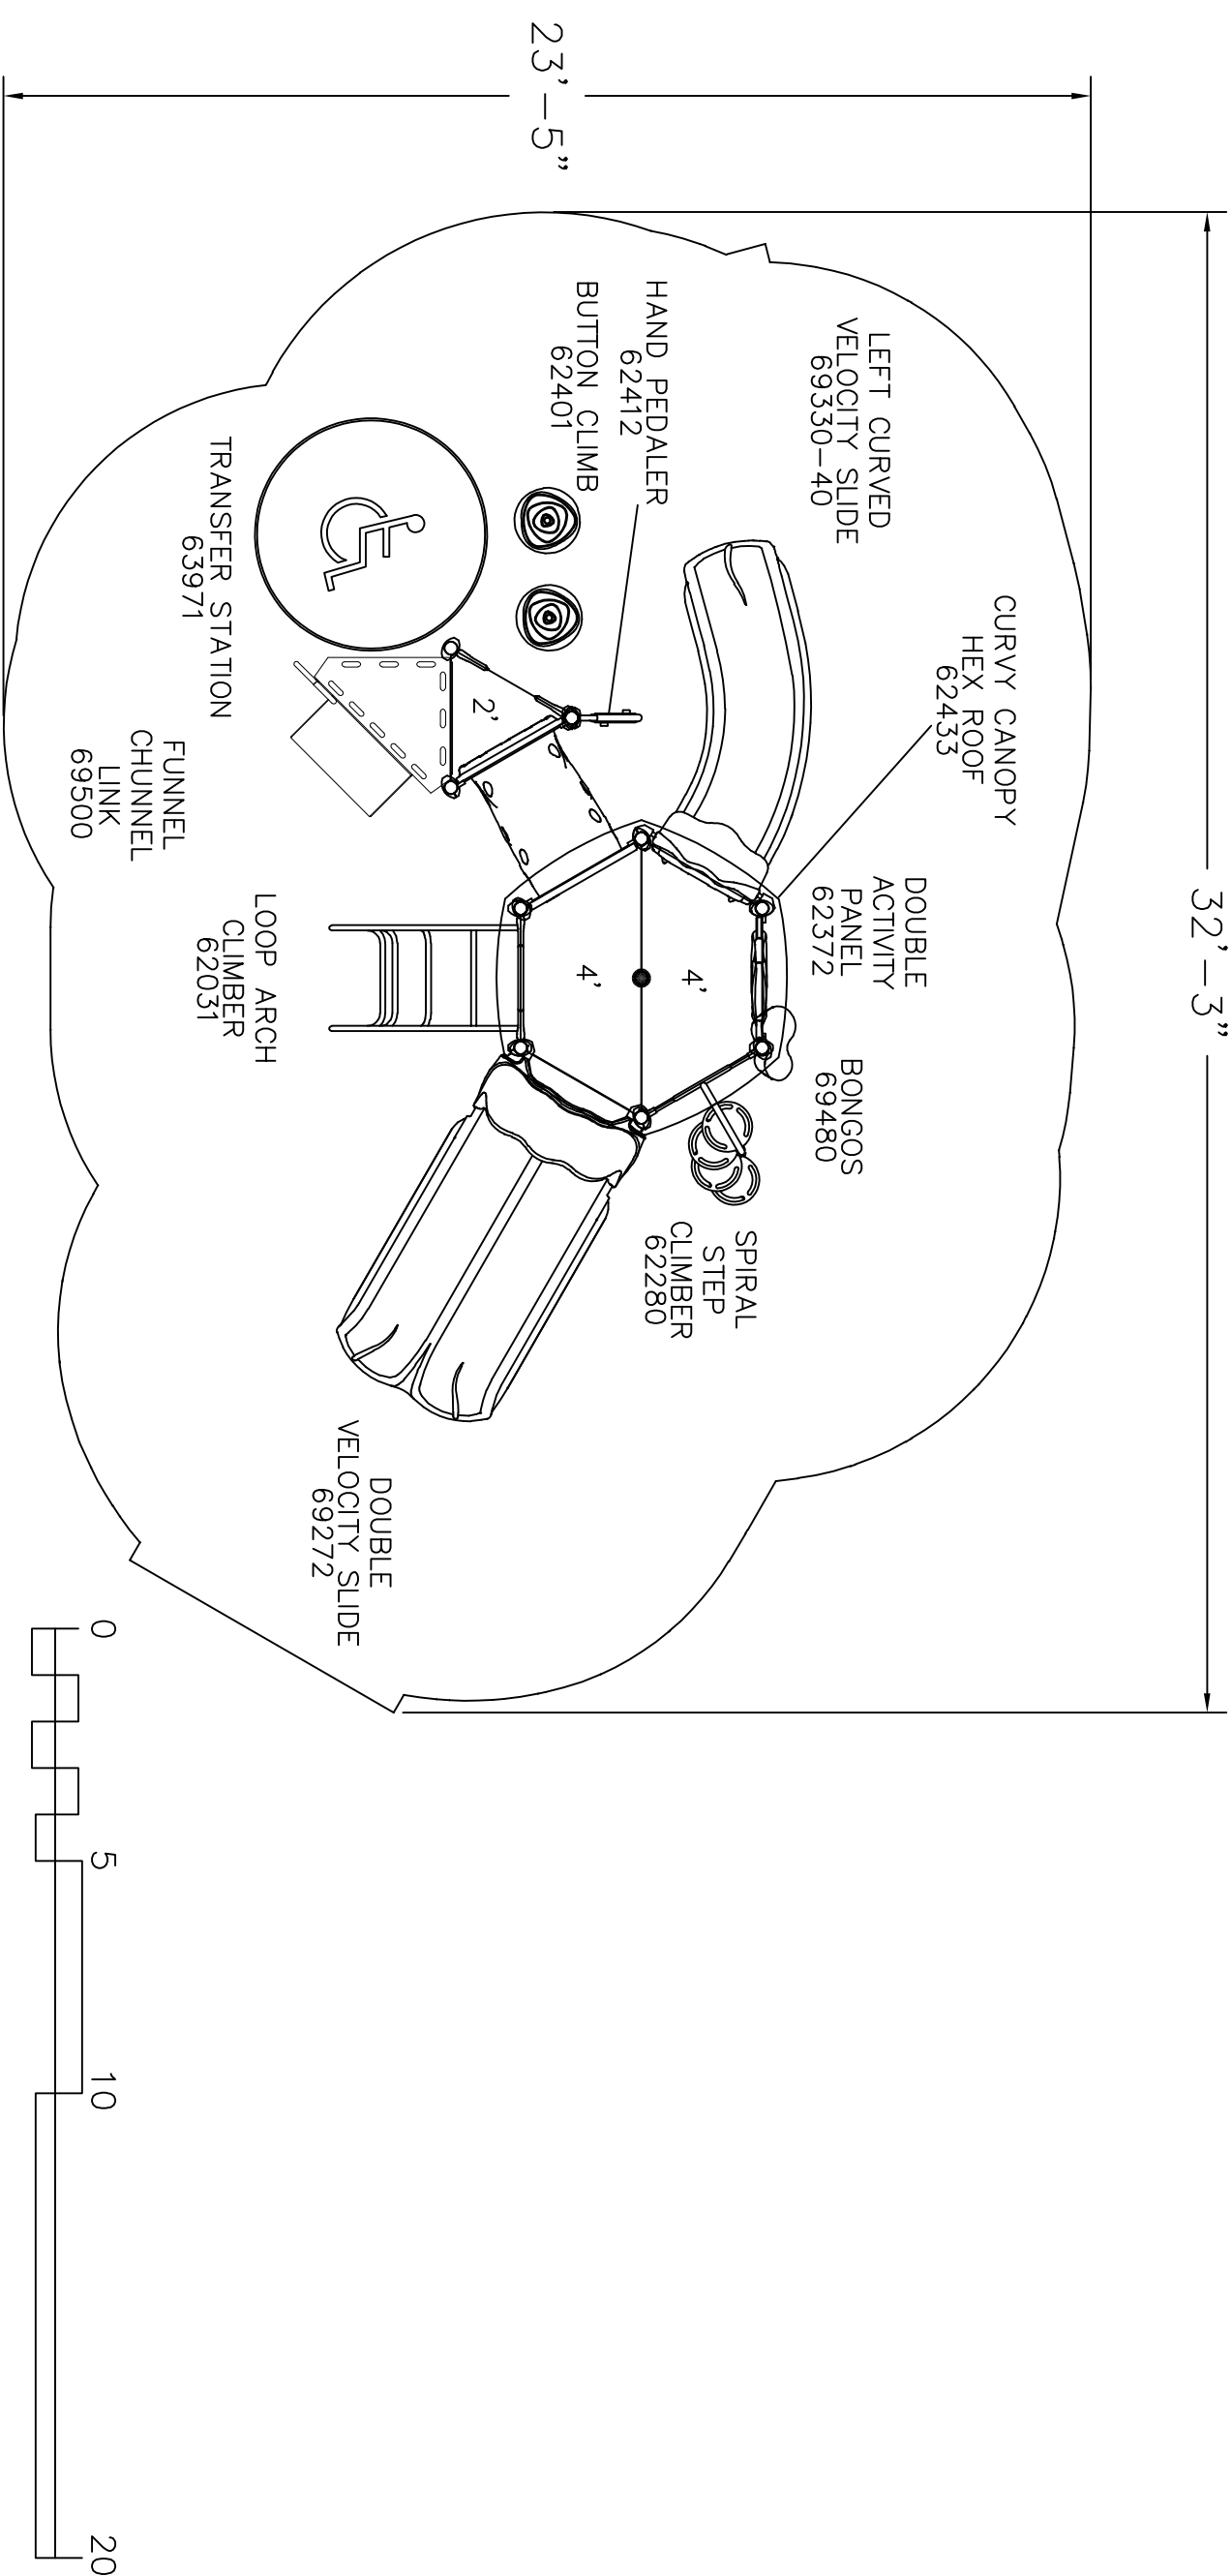 32'-3"
23'-5"
CURVY CANOPY
HEX ROOF
62433
LEFT CURVED
VELOCITY SLIDE
69330-40
DOUBLE
ACTIVITY
PANEL
62372
BONGOS
69480
HAND PEDALER
62412
BUTTON CLIMB
62401
SPIRAL
STEP
CLIMBER
62280
4'
4'
2'
TRANSFER STATION
63971
LOOP ARCH
CLIMBER
62031
DOUBLE
VELOCITY SLIDE
69272
FUNNEL
CHUNNEL
LINK
69500
0
5
10
20